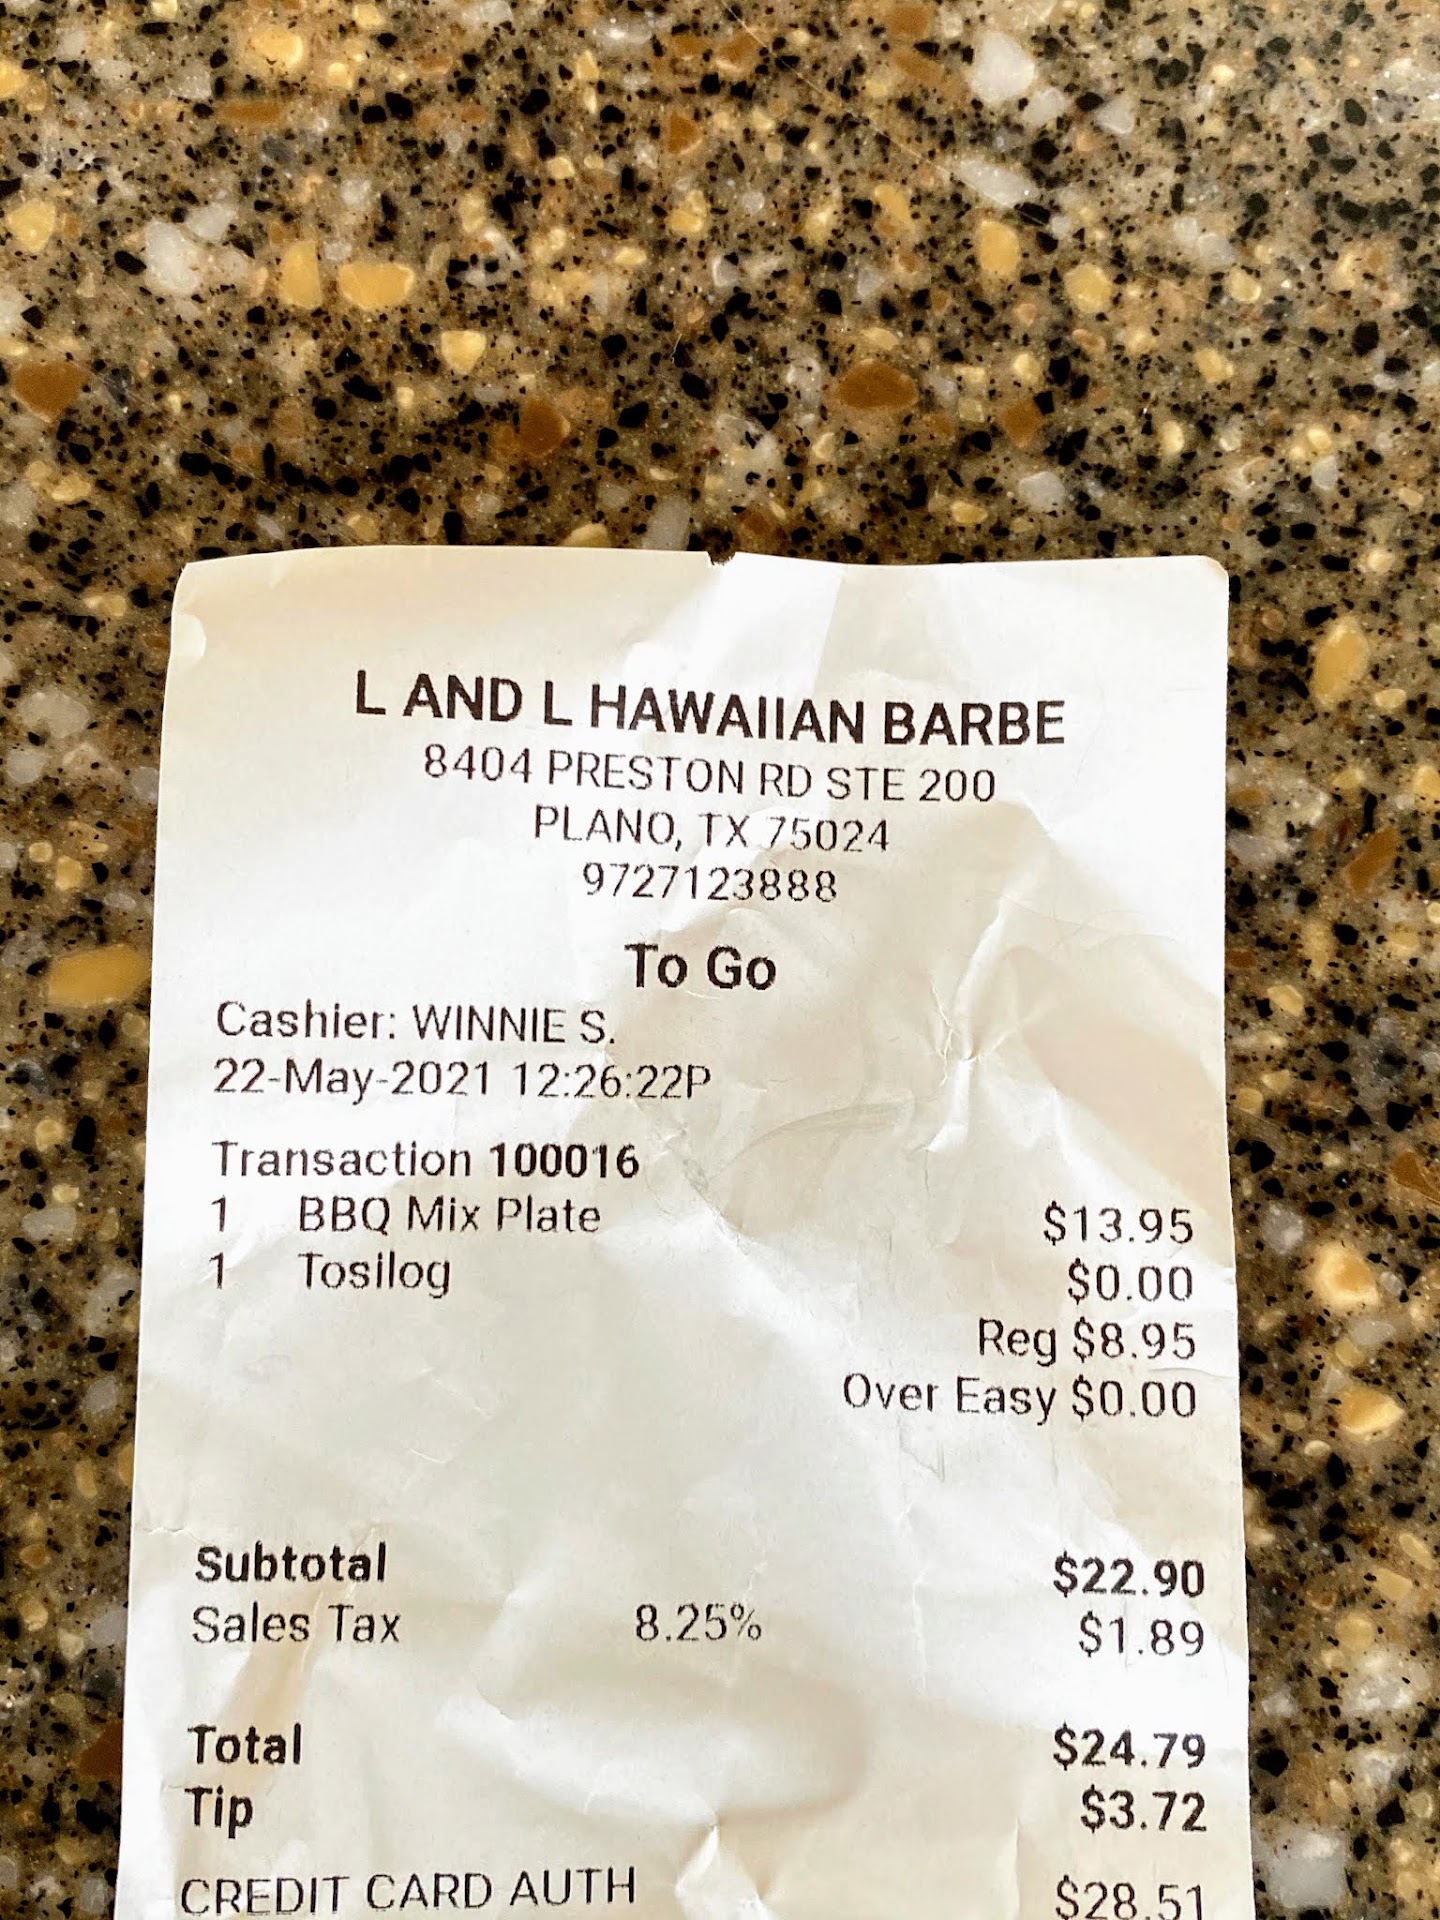 L AND L HAWAIIAN BARBE
8404 PRESTON RD STE 200
PLANO, TX 75024
9727123888
To Go
Cashier: WINNIE S.
22-May-2021 12:26:22P
Transaction 100016
1 BBQ Mix Plate $13.95
1 Tosilog $0.00
Reg $8.95
Over Easy $0.00
Subtotal $22.90
Sales Tax 8.25% $1.89
Total $24.79
Tip $3.72
CREDIT CARD AUTH $28.51